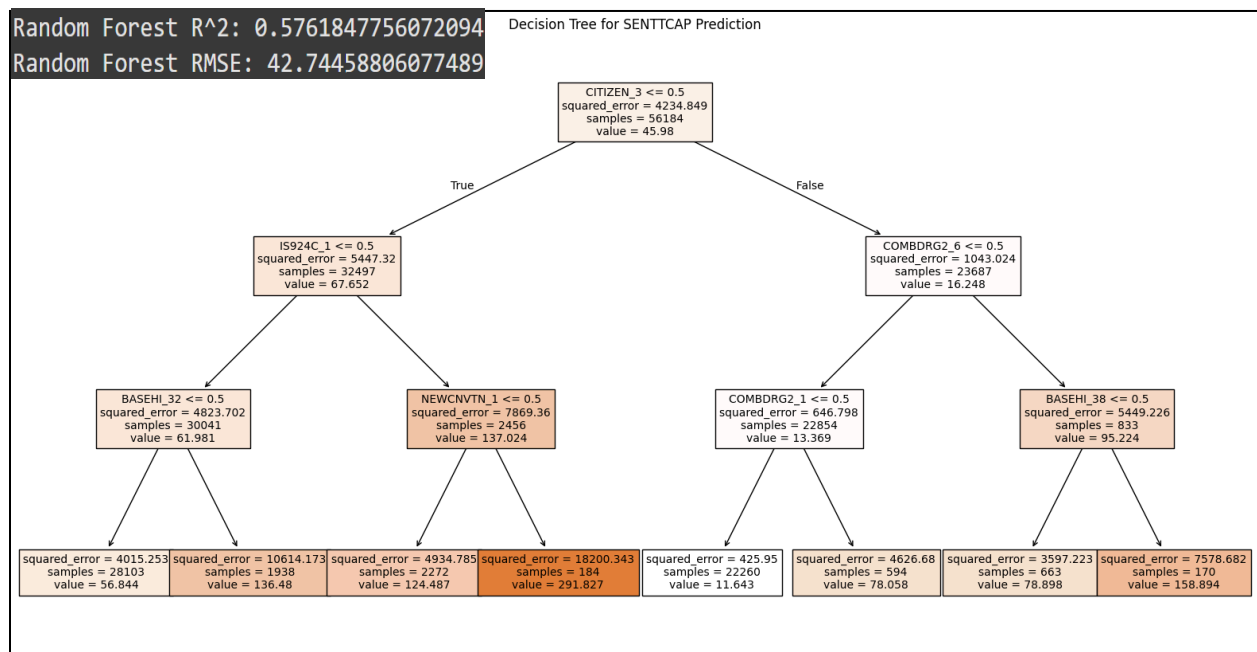 Random Forest R^2: 0.5761847756072094
Random Forest RMSE: 42.74458806077489
Decision Tree for SENTTCAP Prediction
CITIZEN_3 <= 0.5
squared_error = 4234.849
samples = 56184
value = 45.98
True
False
IS924C_1 <= 0.5
squared_error = 5447.32
samples = 32497
value = 67.652
COMBDRG2_6 <= 0.5
squared_error = 1043.024
samples = 23687
value = 16.248
BASEHI_32 <= 0.5
squared_error = 4823.702
samples = 30041
value = 61.981
NEWCNVTN_1 <= 0.5
squared_error = 7869.36
samples = 2456
value = 137.024
COMBDRG2_1 <= 0.5
squared_error = 646.798
samples = 22854
value = 13.369
BASEHI_38 <= 0.5
squared_error = 5449.226
samples = 833
value = 95.224
squared_error = 4015.253
samples = 28103
value = 56.844
squared_error = 10614.173
samples = 1938
value = 136.48
squared_error = 4934.785
samples = 2272
value = 124.487
squared_error = 18200.343
samples = 184
value = 291.827
squared_error = 425.95
samples = 22260
value = 11.643
squared_error = 4626.68
samples = 594
value = 78.058
squared_error = 3597.223
samples = 663
value = 78.898
squared_error = 7578.682
samples = 170
value = 158.894